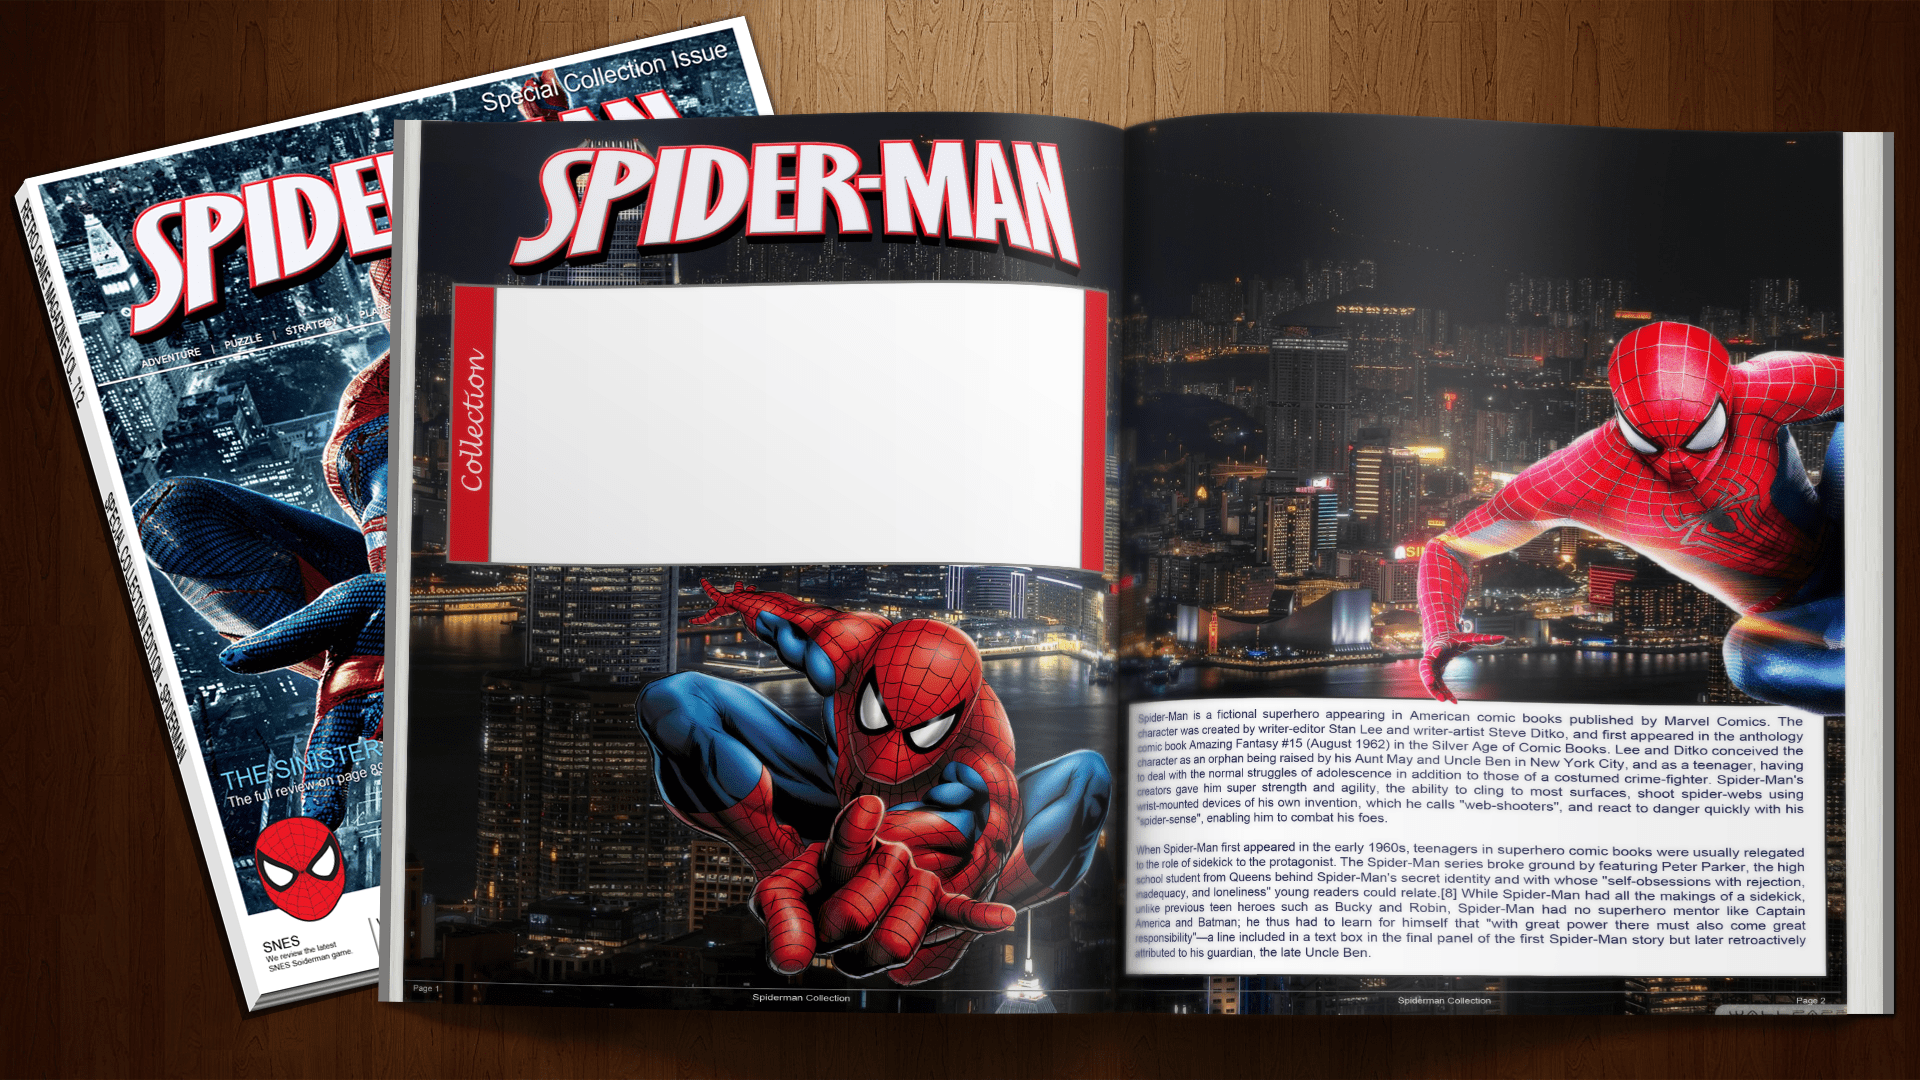 Special Collection Issue
SPIDE
ADVENTURE | PUZZLE | STRATEGY | PLAT
RETRO GAME MAGAZINE VOL. 712
SPECIAL COLLECTION EDITION - SPIDERMAN
THE SINISTER
The full review on page 89
SNES
We review the latest
SNES Soiderman game.
SPIDER-MAN
Collection
Page 1
Spiderman Collection
Spider-Man is a fictional superhero appearing in American comic books published by Marvel Comics. The
character was created by writer-editor Stan Lee and writer-artist Steve Ditko, and first appeared in the anthology
comic book Amazing Fantasy #15 (August 1962) in the Silver Age of Comic Books. Lee and Ditko conceived the
character as an orphan being raised by his Aunt May and Uncle Ben in New York City, and as a teenager, having
to deal with the normal struggles of adolescence in addition to those of a costumed crime-fighter. Spider-Man's
creators gave him super strength and agility, the ability to cling to most surfaces, shoot spider-webs using
wrist-mounted devices of his own invention, which he calls "web-shooters", and react to danger quickly with his
"spider-sense", enabling him to combat his foes.
When Spider-Man first appeared in the early 1960s, teenagers in superhero comic books were usually relegated
to the role of sidekick to the protagonist. The Spider-Man series broke ground by featuring Peter Parker, the high
school student from Queens behind Spider-Man's secret identity and with whose "self-obsessions with rejection,
inadequacy, and loneliness" young readers could relate.[8] While Spider-Man had all the makings of a sidekick,
unlike previous teen heroes such as Bucky and Robin, Spider-Man had no superhero mentor like Captain
America and Batman; he thus had to learn for himself that "with great power there must also come great
responsibility"—a line included in a text box in the final panel of the first Spider-Man story but later retroactively
attributed to his guardian, the late Uncle Ben.
Spiderman Collection
Page 2